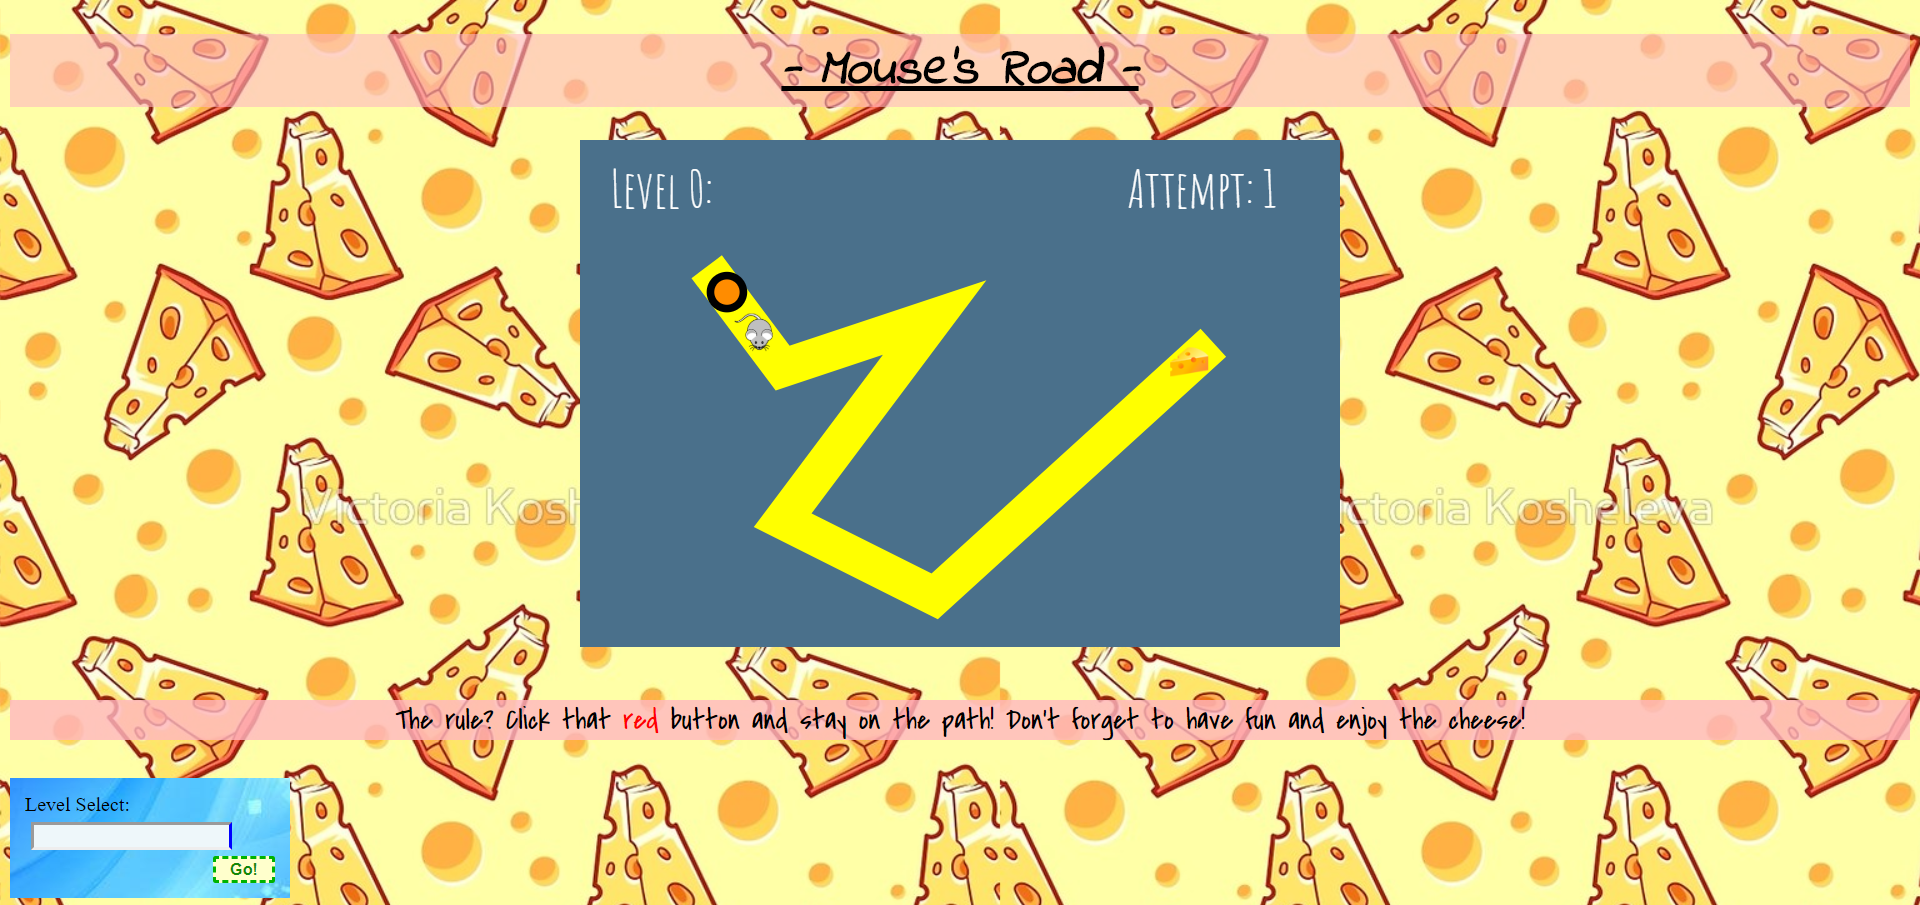 - Mouse's Road -
Level 0:
Attempt: 1
Victoria Kosh
ctoria Kosheleva
The rule? Click that red button and stay on the path! Don't forget to have fun and enjoy the cheese!
Level Select:
Go!